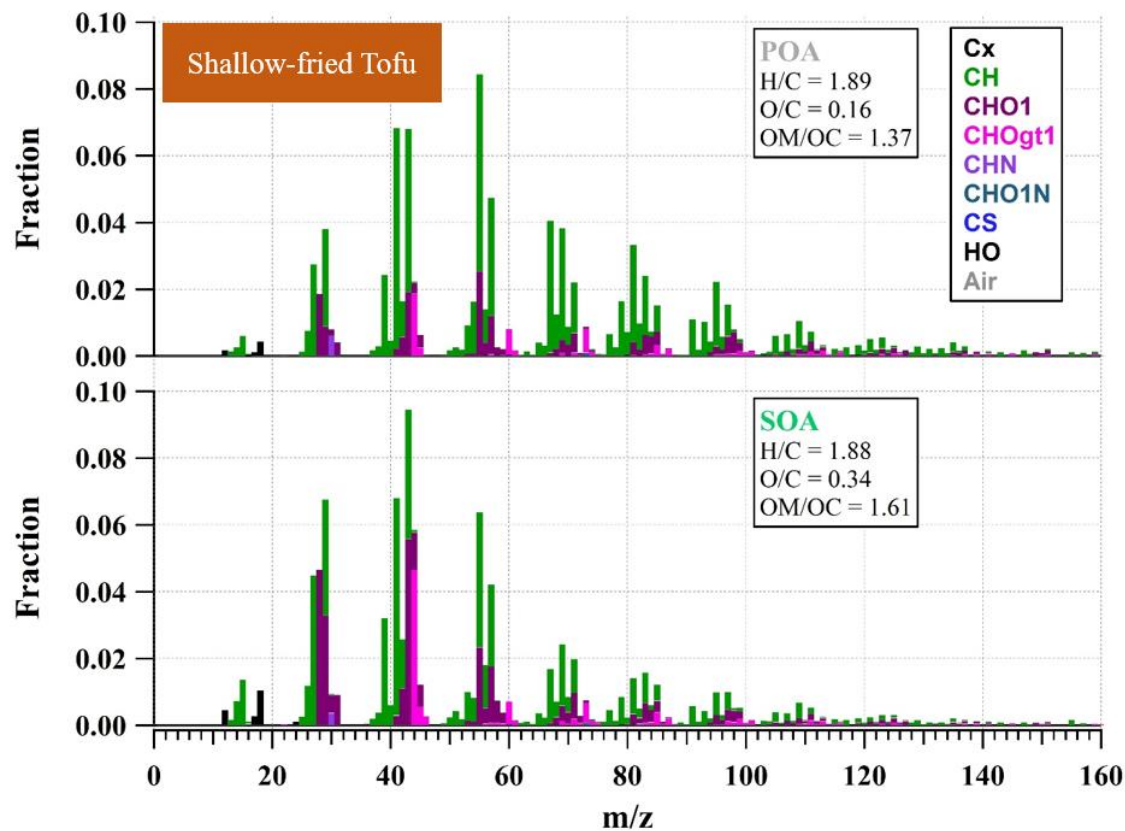 Shallow-fried Tofu
0.10
0.08
0.06
0.04
0.02
0.00
Fraction
POA
H/C = 1.89
O/C = 0.16
OM/OC = 1.37
Cx
CH
CHO1
CHOgt1
CHN
CHO1N
CS
HO
Air
0.10
0.08
0.06
0.04
0.02
0.00
Fraction
SOA
H/C = 1.88
O/C = 0.34
OM/OC = 1.61
0 20 40 60 80 100 120 140 160
m/z